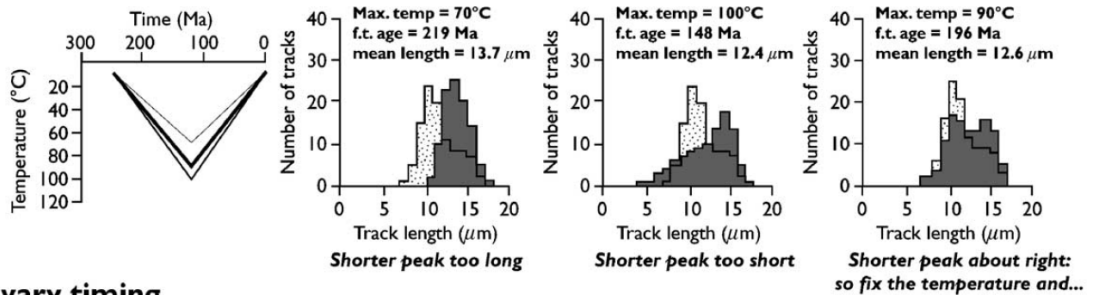 Time (Ma)
300 200 100 0
Temperature (°C)
20
40
60
80
100
120
Number of tracks
40
30
20
10
0
Max. temp = 70°C
f.t. age = 219 Ma
mean length = 13.7 μm
0 5 10 15 20
Track length (μm)
Shorter peak too long
Number of tracks
40
30
20
10
0
Max. temp = 100°C
f.t. age = 148 Ma
mean length = 12.4 μm
0 5 10 15 20
Track length (μm)
Shorter peak too short
Number of tracks
40
30
20
10
0
Max. temp = 90°C
f.t. age = 196 Ma
mean length = 12.6 μm
0 5 10 15 20
Track length (μm)
Shorter peak about right:
so fix the temperature and...
vary timing